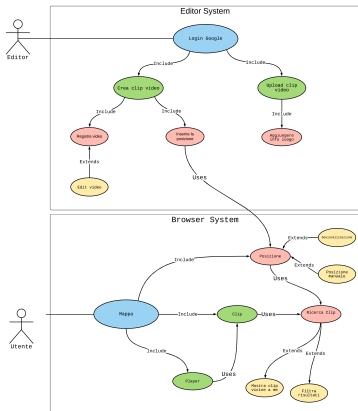 Editor System
Login Google
Editor
Include
Include
Crea clip video
Upload clip
video
Include
Include
Include
Registra video
Inserire la
posizione
Aggiungere
info luogo
Extends
Uses
Edit video
Browser System
Extends
Geolocalizzazione
Include
Posizione
Extends
Posizione
manuale
Uses
Mappa
Include
Clip
Uses
Ricerca Clip
Utente
Include
Extends
Extends
Uses
Player
Mostra clip
vicine a me
Filtra
risultati